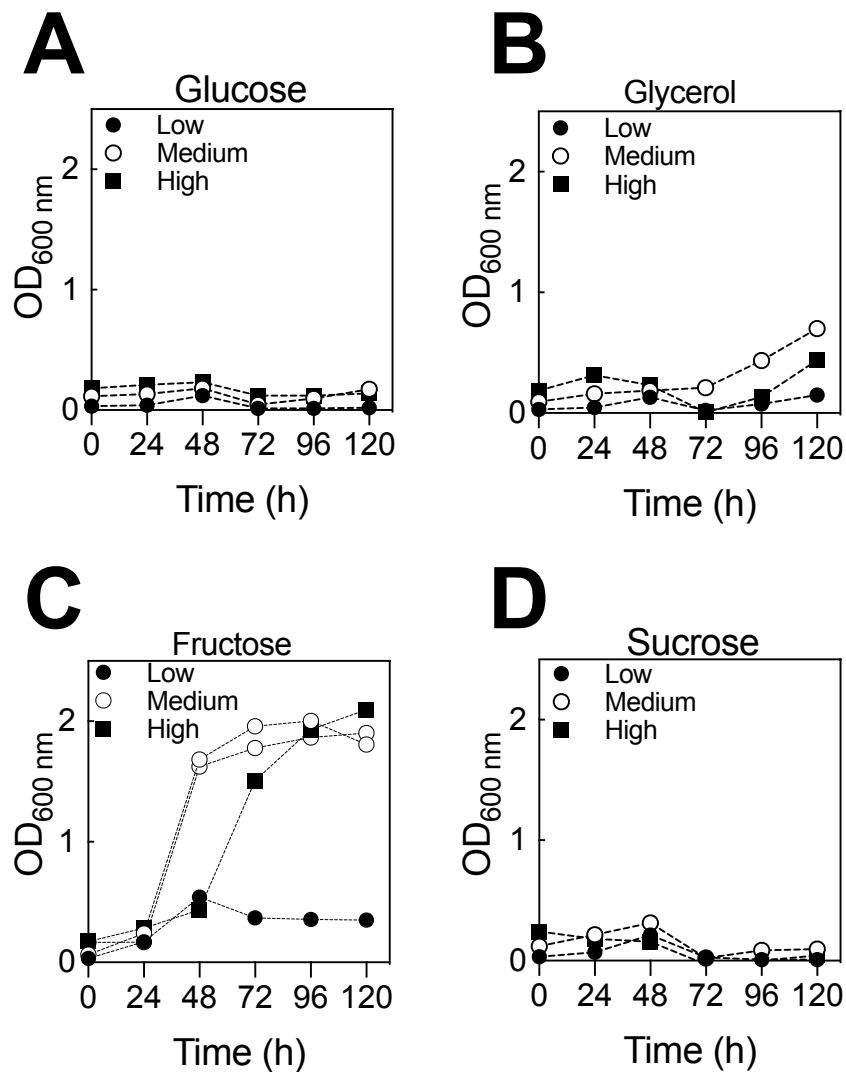 A
Glucose
Low
Medium
High
2
1
0
OD600 nm
0 24 48 72 96 120
Time (h)
B
Glycerol
Low
Medium
High
2
1
0
OD600 nm
0 24 48 72 96 120
Time (h)
C
Fructose
Low
Medium
High
2
1
0
OD600 nm
0 24 48 72 96 120
Time (h)
D
Sucrose
Low
Medium
High
2
1
0
OD600 nm
0 24 48 72 96 120
Time (h)